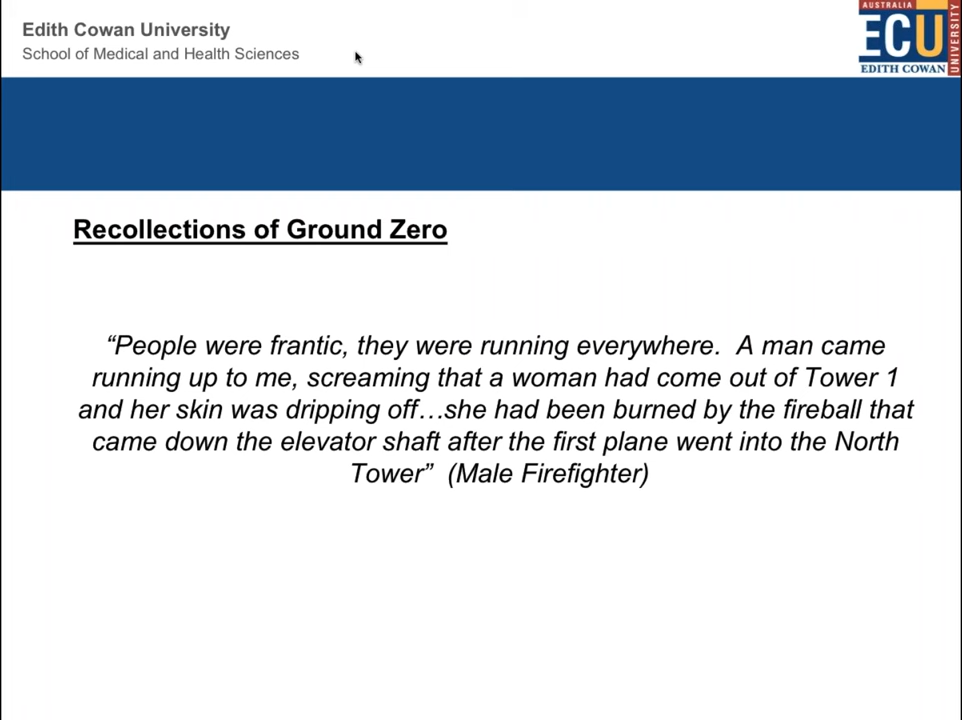 Edith Cowan University
School of Medical and Health Sciences
AUSTRALIA
ECU
EDITH COWAN
UNIVERSITY
Recollections of Ground Zero
“People were frantic, they were running everywhere.  A man came
running up to me, screaming that a woman had come out of Tower 1
and her skin was dripping off…she had been burned by the fireball that
came down the elevator shaft after the first plane went into the North
Tower”  (Male Firefighter)